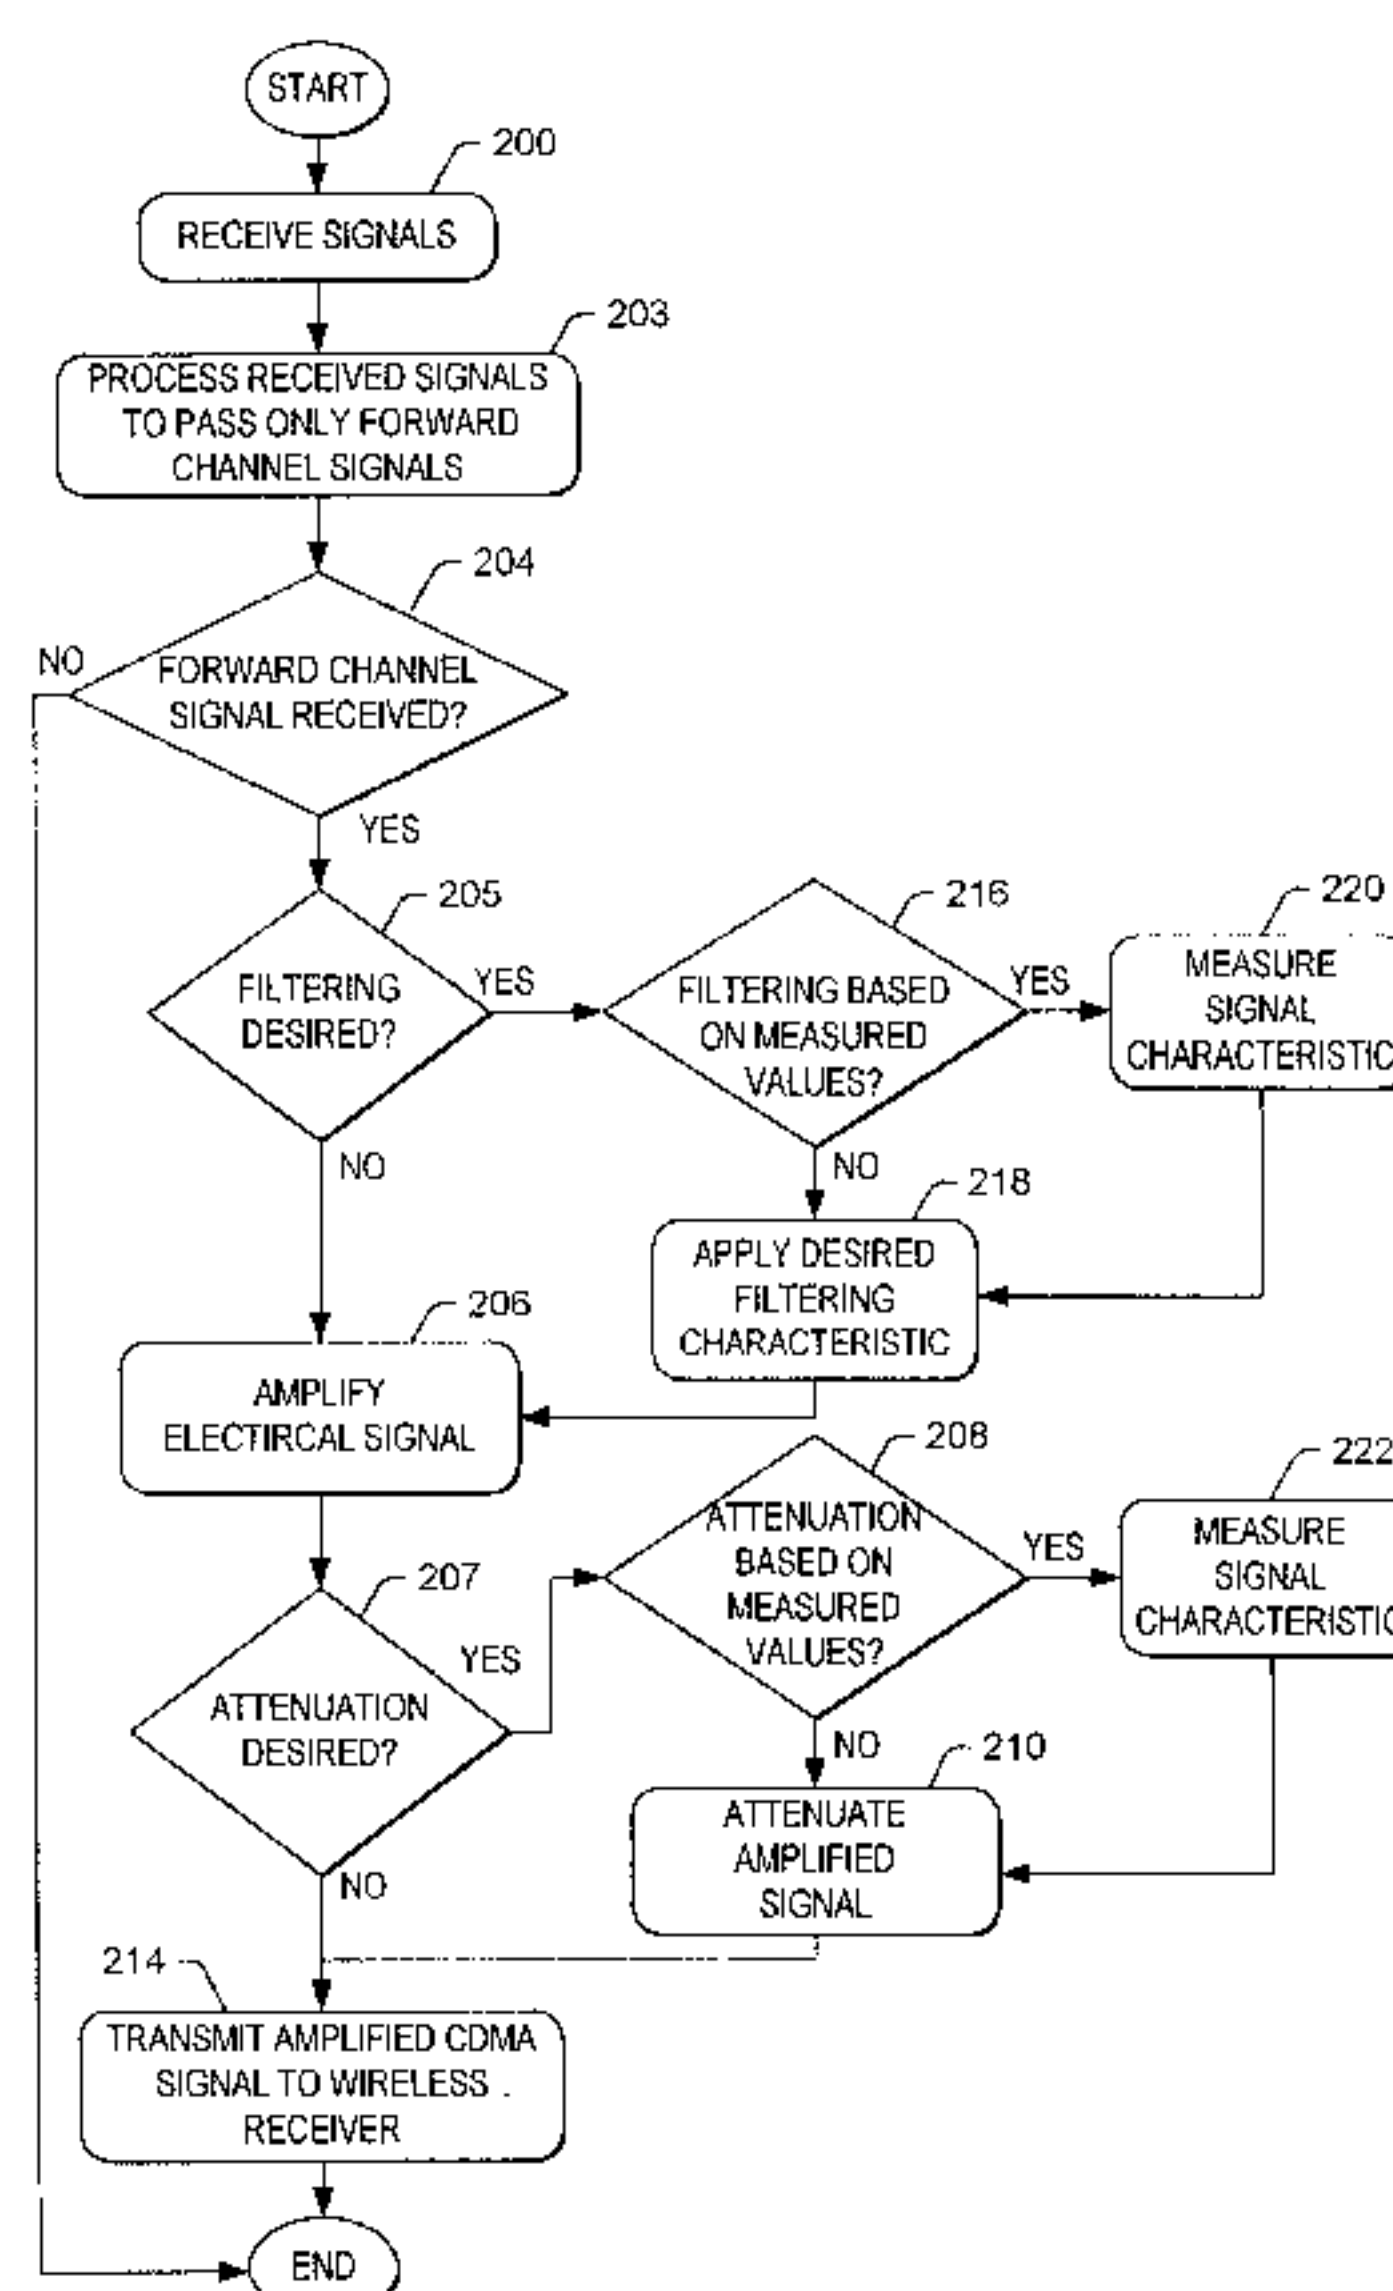 START
200
RECEIVE SIGNALS
203
PROCESS RECEIVED SIGNALS
TO PASS ONLY FORWARD
CHANNEL SIGNALS
204
NO
FORWARD CHANNEL
SIGNAL RECEIVED?
YES
205
FILTERING
DESIRED?
YES
NO
216
FILTERING BASED
ON MEASURED
VALUES?
YES
NO
220
MEASURE
SIGNAL
CHARACTERISTIC
218
APPLY DESIRED
FILTERING
CHARACTERISTIC
206
AMPLIFY
ELECTIRCAL SIGNAL
207
ATTENUATION
DESIRED?
YES
NO
208
ATTENUATION
BASED ON
MEASURED
VALUES?
YES
NO
222
MEASURE
SIGNAL
CHARACTERISTIC
210
ATTENUATE
AMPLIFIED
SIGNAL
214
TRANSMIT AMPLIFIED CDMA
SIGNAL TO WIRELESS
RECEIVER
END